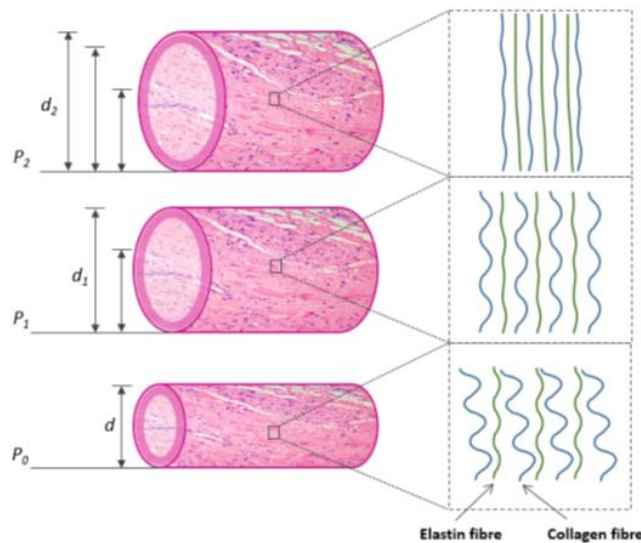 d₂
P₂
d₁
P₁
d
P₀
Elastin fibre
Collagen fibre